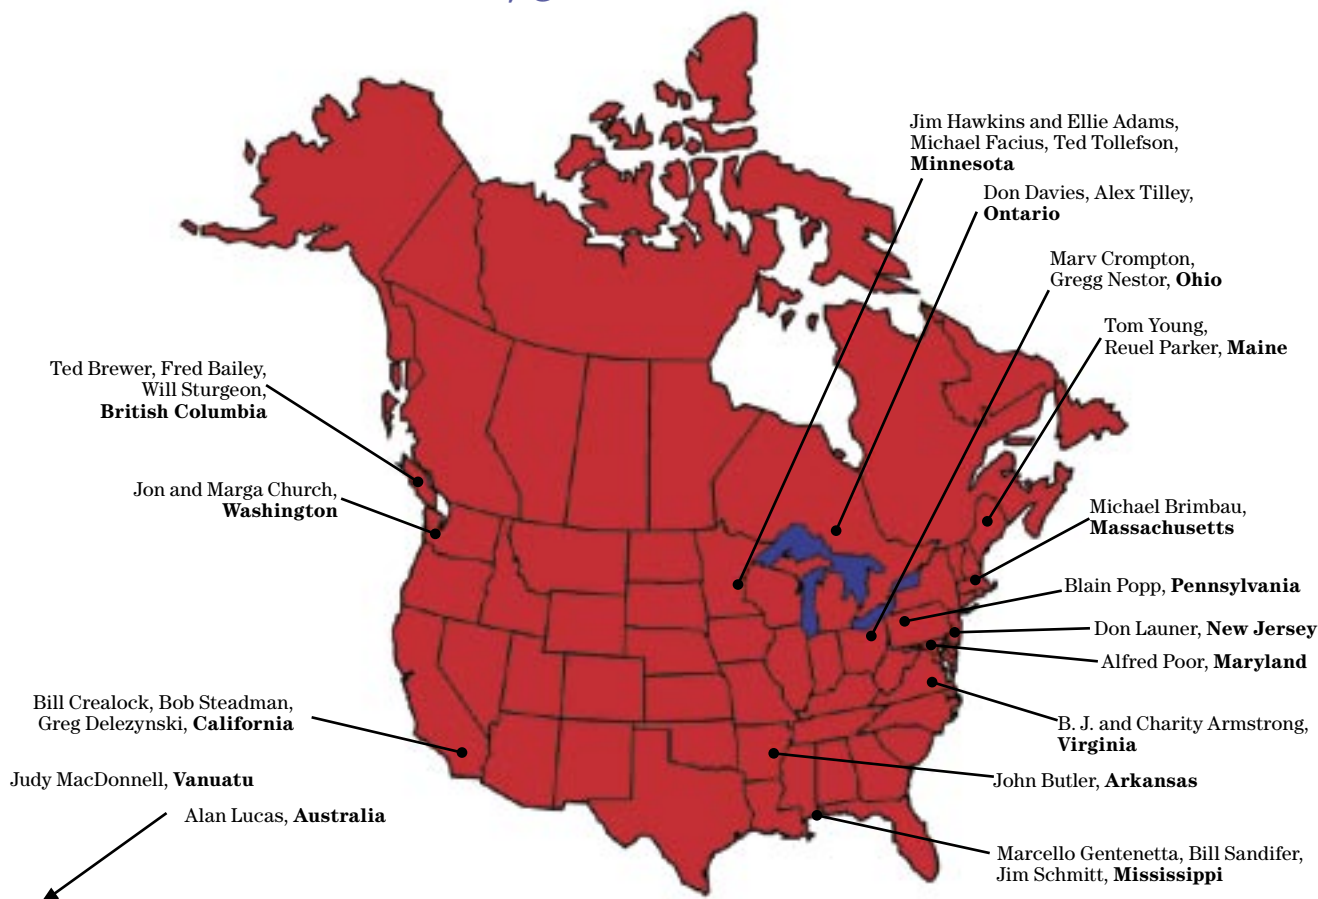 Jim Hawkins and Ellie Adams,
Michael Facius, Ted Tollefson,
Minnesota
Don Davies, Alex Tilley,
Ontario
Marv Crompton,
Gregg Nestor, Ohio
Tom Young,
Reuel Parker, Maine
Ted Brewer, Fred Bailey,
Will Sturgeon,
British Columbia
Jon and Marga Church,
Washington
Michael Brimbau,
Massachusetts
Blain Popp, Pennsylvania
Don Launer, New Jersey
Alfred Poor, Maryland
Bill Crealock, Bob Steadman,
Greg Delezynski, California
B. J. and Charity Armstrong,
Virginia
Judy MacDonnell, Vanuatu
John Butler, Arkansas
Alan Lucas, Australia
Marcello Gentenetta, Bill Sandifer,
Jim Schmitt, Mississippi